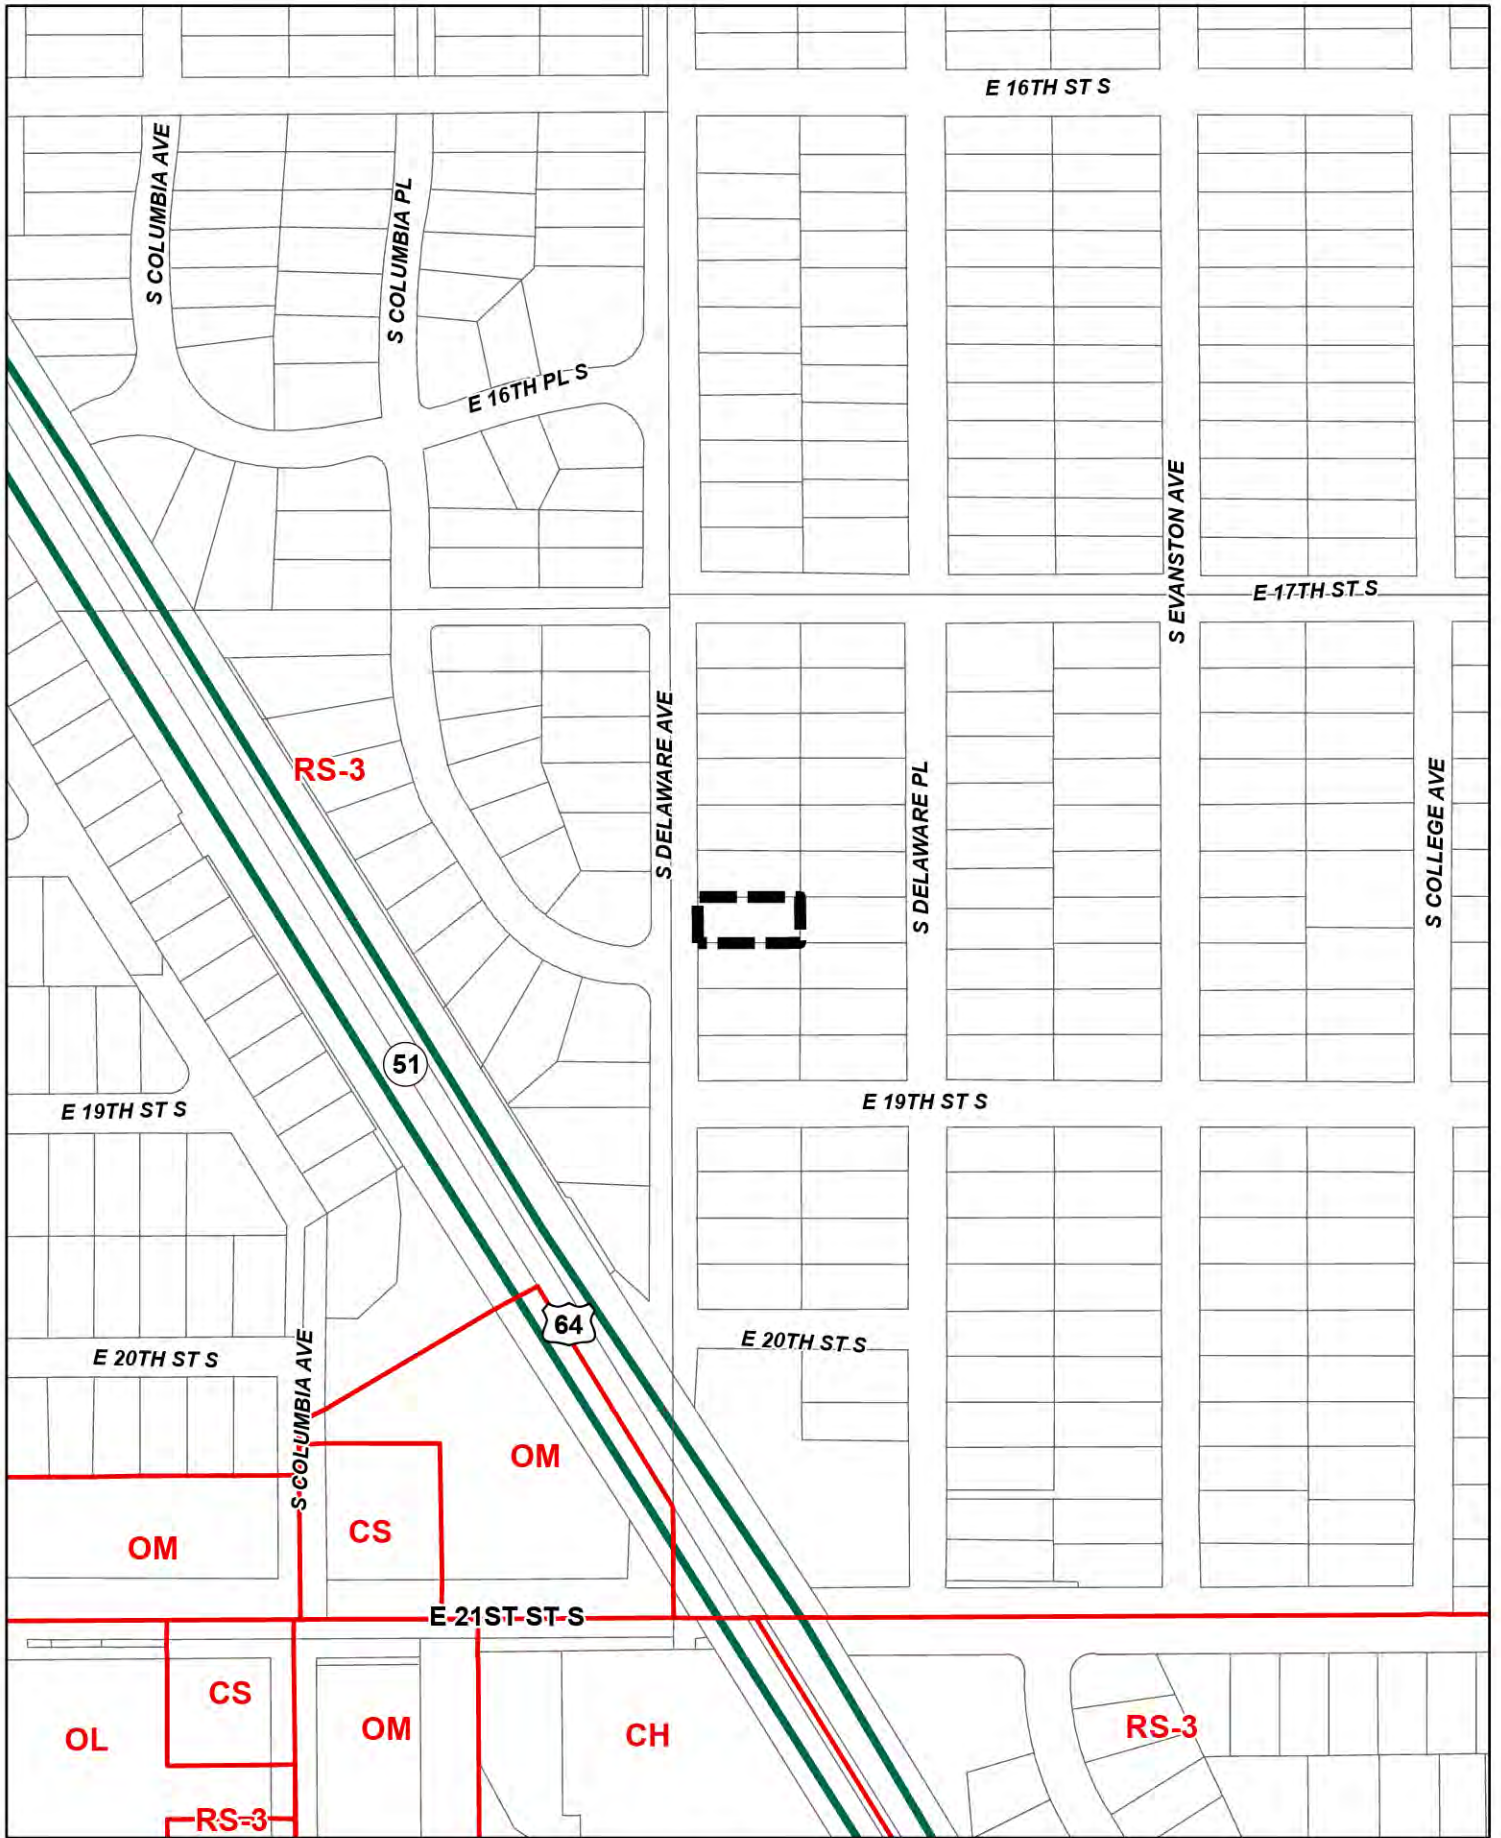 E 16TH ST S
S COLUMBIA AVE
S COLUMBIA PL
E 16TH PL S
S EVANSTON AVE
E 17TH ST S
S DELAWARE AVE
RS-3
S DELAWARE PL
S COLLEGE AVE
51
E 19TH ST S
E 19TH ST S
64
E 20TH ST S
E 20TH ST S
S COLUMBIA AVE
OM
CS
OM
E 21ST ST S
CS
OL
OM
CH
RS-3
RS-3